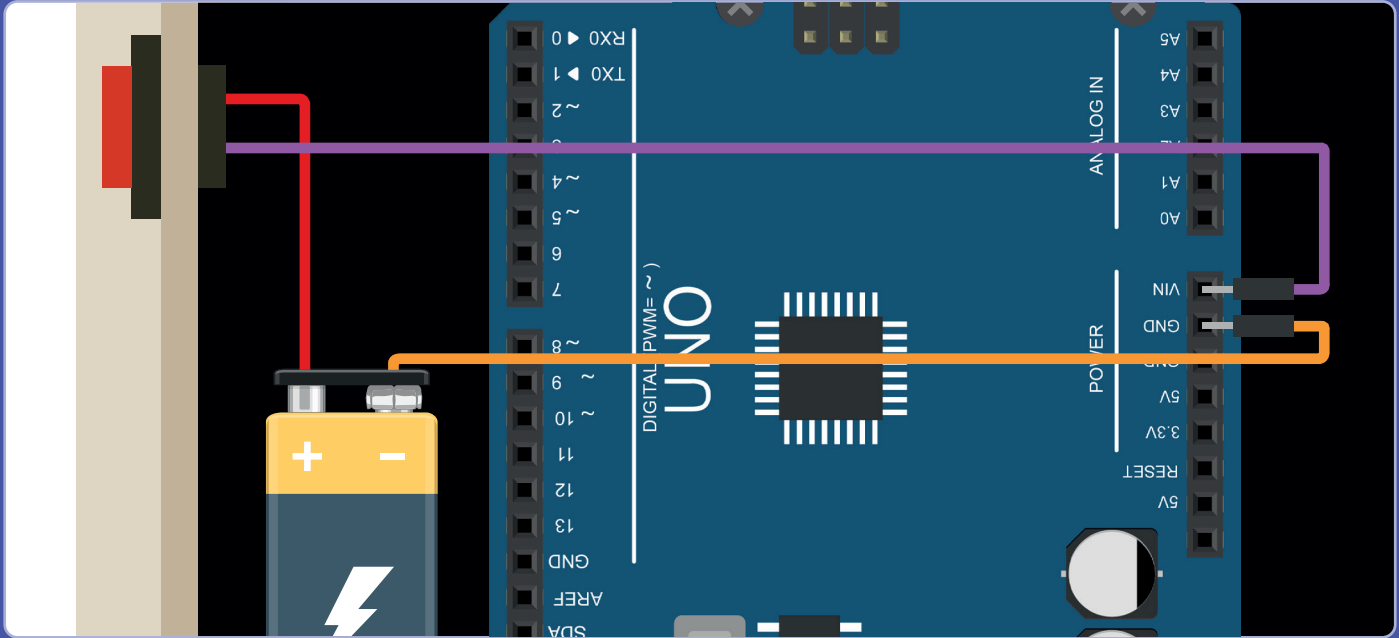 0 ▶ RX0
1 ◀ TX0
2 ~
4 ~
5 ~
6
7
8 ~
9 ~
10 ~
11
12
13
GND
AREF
SDA
DIGITAL (PWM= ~ )
UNO
ANALOG IN
A5
A4
A3
A1
A0
POWER
VIN
GND
GND
5V
3.3V
RESET
5V
+ −